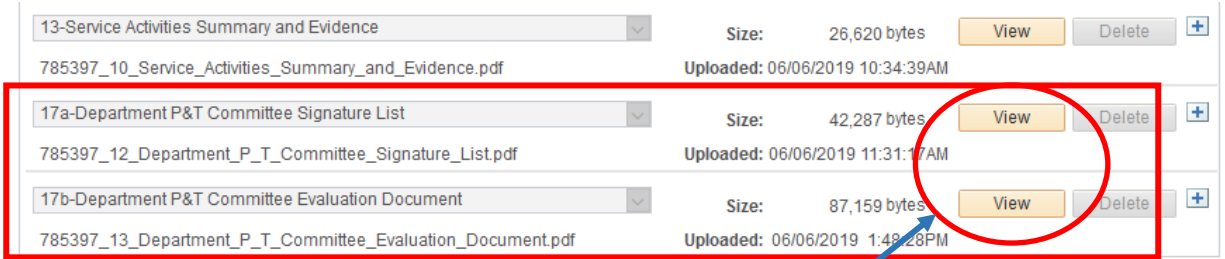 13-Service Activities Summary and Evidence Size: 26,620 bytes View Delete
785397_10_Service_Activities_Summary_and_Evidence.pdf Uploaded: 06/06/2019 10:34:39AM
17a-Department P&T Committee Signature List Size: 42,287 bytes View Delete
785397_12_Department_P_T_Committee_Signature_List.pdf Uploaded: 06/06/2019 11:31:17AM
17b-Department P&T Committee Evaluation Document Size: 87,159 bytes View Delete
785397_13_Department_P_T_Committee_Evaluation_Document.pdf Uploaded: 06/06/2019 1:48:28PM